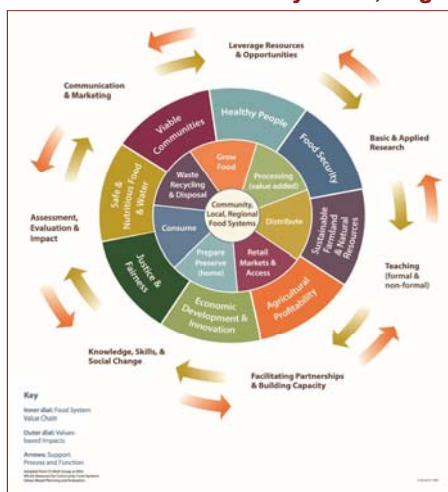 Leverage Resources
& Opportunities
Communication
& Marketing
Basic & Applied
Research
Assessment,
Evaluation &
Impact
Teaching
(formal &
non-formal)
Knowledge, Skills, &
Social Change
Facilitating Partnerships
& Building Capacity
Healthy People
Food Security
Sustainable
Farmland
& Natural
Resources
Agricultural
Profitability
Economic
Development &
Innovation
Justice &
Fairness
Safe &
Nutritious Food
& Water
Viable
Communities
Grow
Food
Processing
(value added)
Distribute
Retail
Markets &
Access
Prepare
Preserve
(home)
Consume
Waste
Recycling
& Disposal
Community,
Local, Regional
Food Systems
Key
Inner dial: Food System
Value Chain
Outer dial: Values-
based Impacts
Arrows: Support
Process and Function